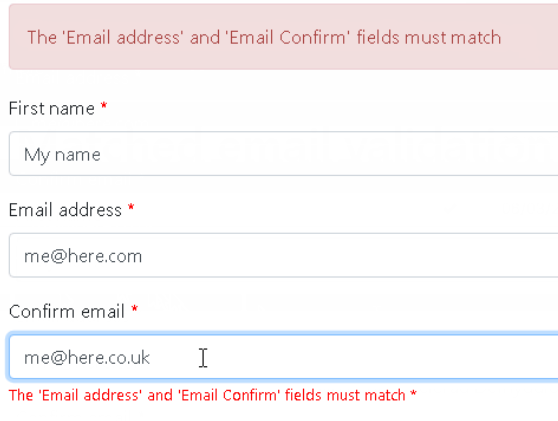 The 'Email address' and 'Email Confirm' fields must match
First name *
My name
Email address *
me@here.com
Confirm email *
me@here.co.uk
The 'Email address' and 'Email Confirm' fields must match *